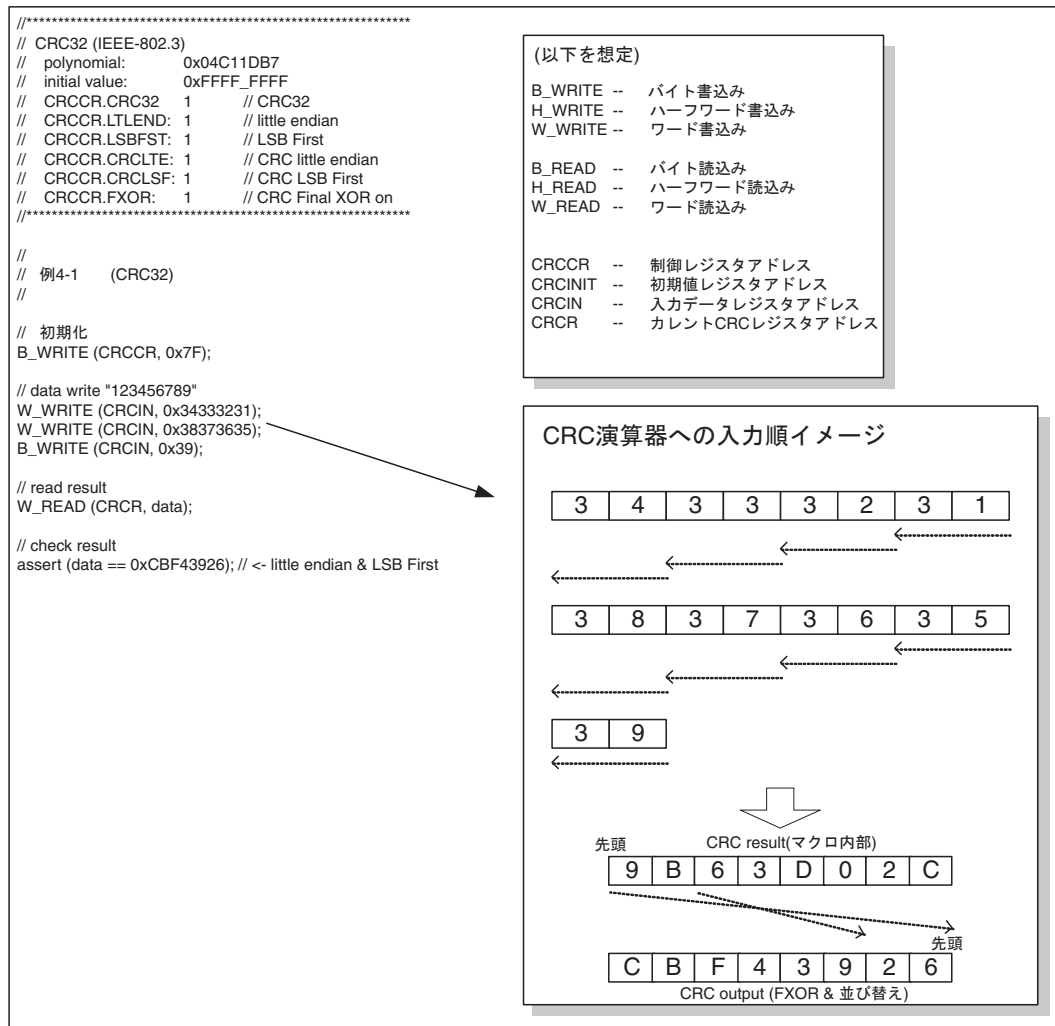 //*************************************************************
// CRC32 (IEEE-802.3)
// polynomial: 0x04C11DB7
// initial value: 0xFFFF_FFFF
// CRCCR.CRC32 1 // CRC32
// CRCCR.LTLEND: 1 // little endian
// CRCCR.LSBFST: 1 // LSB First
// CRCCR.CRCLTE: 1 // CRC little endian
// CRCCR.CRCLSF: 1 // CRC LSB First
// CRCCR.FXOR: 1 // CRC Final XOR on
//*************************************************************
//
// 例4-1 (CRC32)
//
// 初期化
B_WRITE (CRCCR, 0x7F);
// data write "123456789"
W_WRITE (CRCIN, 0x34333231);
W_WRITE (CRCIN, 0x38373635);
B_WRITE (CRCIN, 0x39);
// read result
W_READ (CRCR, data);
// check result
assert (data == 0xCBF43926); // <- little endian & LSB First
(以下を想定)
B_WRITE -- バイト書込み
H_WRITE -- ハーフワード書込み
W_WRITE -- ワード書込み
B_READ -- バイト読込み
H_READ -- ハーフワード読込み
W_READ -- ワード読込み
CRCCR -- 制御レジスタアドレス
CRCINIT -- 初期値レジスタアドレス
CRCIN -- 入力データレジスタアドレス
CRCR -- カレントCRCレジスタアドレス
CRC演算器への入力順イメージ
3 4 3 3 3 2 3 1
3 8 3 7 3 6 3 5
3 9
先頭 CRC result(マクロ内部)
9 B 6 3 D 0 2 C
先頭
C B F 4 3 9 2 6
CRC output (FXOR & 並び替え)